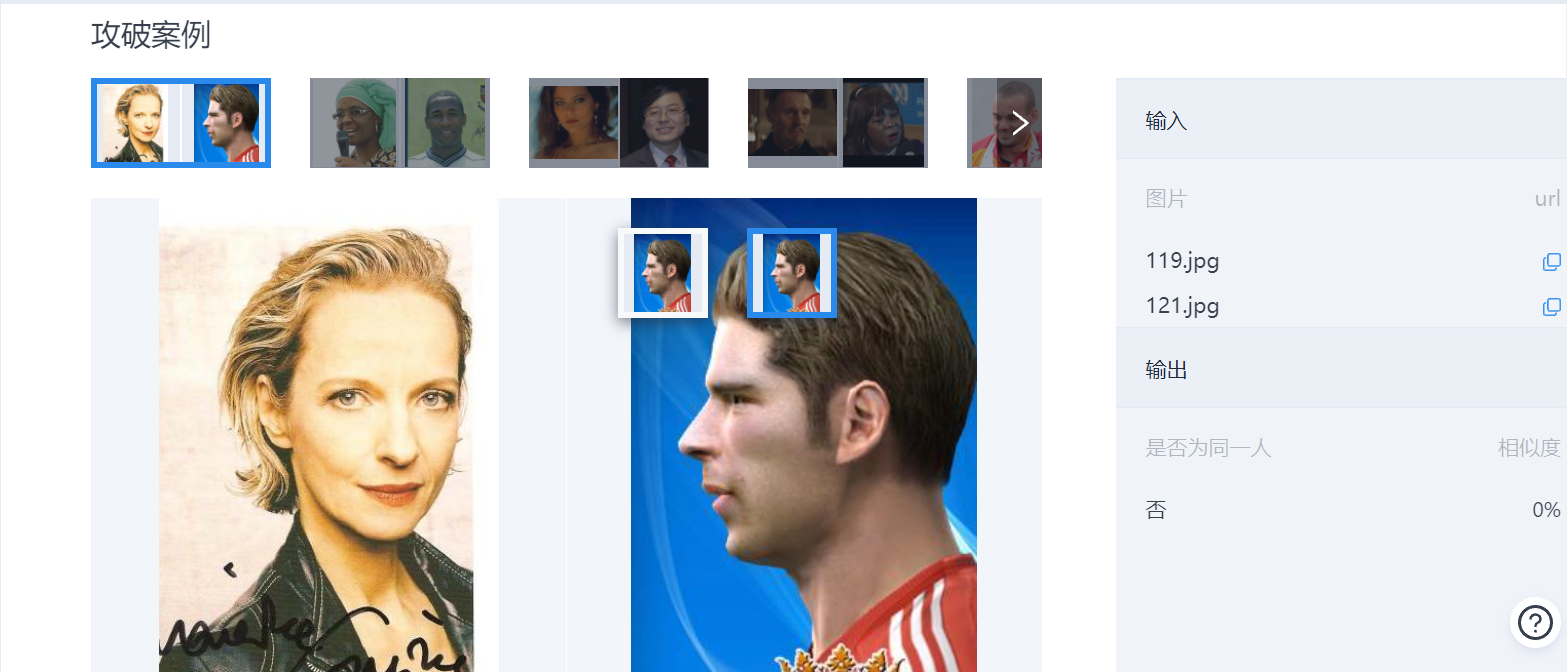 攻破案例
输入
图片 url
119.jpg
121.jpg
输出
是否为同一人 相似度
否 0%